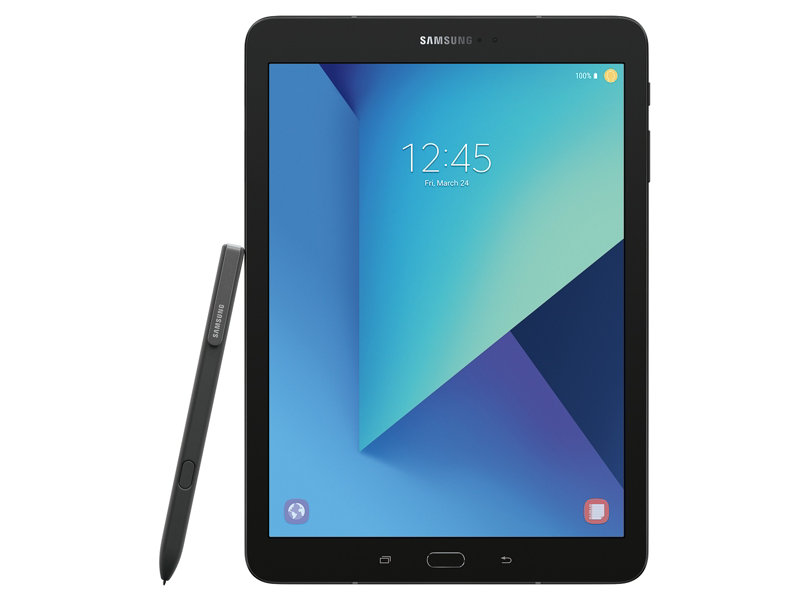 SAMSUNG
100%
12:45
Fri, March 24
SAMSUNG